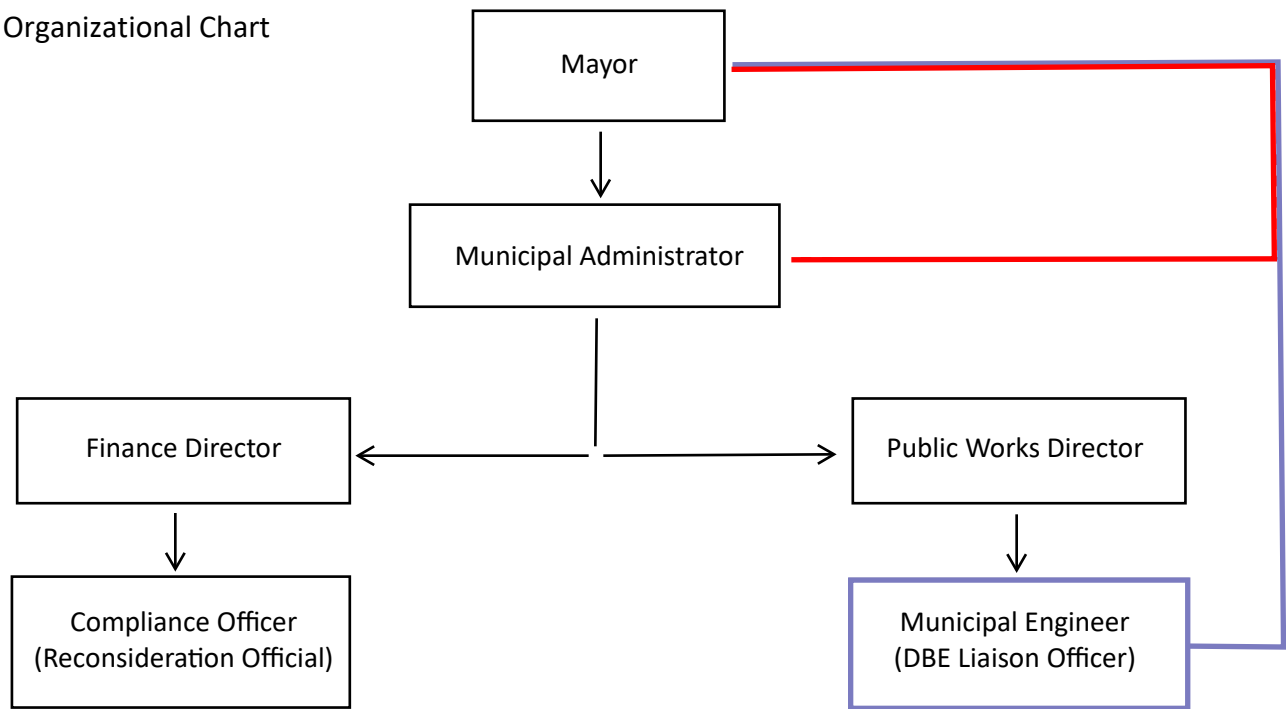 Organizational Chart
Mayor
Municipal Administrator
Finance Director
Public Works Director
Compliance Officer
(Reconsideration Official)
Municipal Engineer
(DBE Liaison Officer)